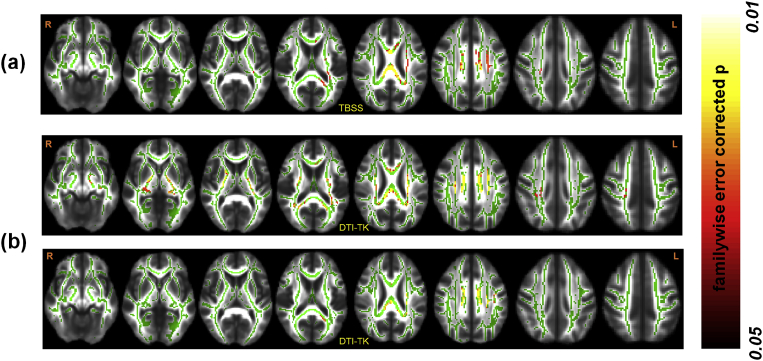 R L
(a)
TBSS
R L
DTI-TK
(b)
R L
DTI-TK
0.01
familywise error corrected p
0.05